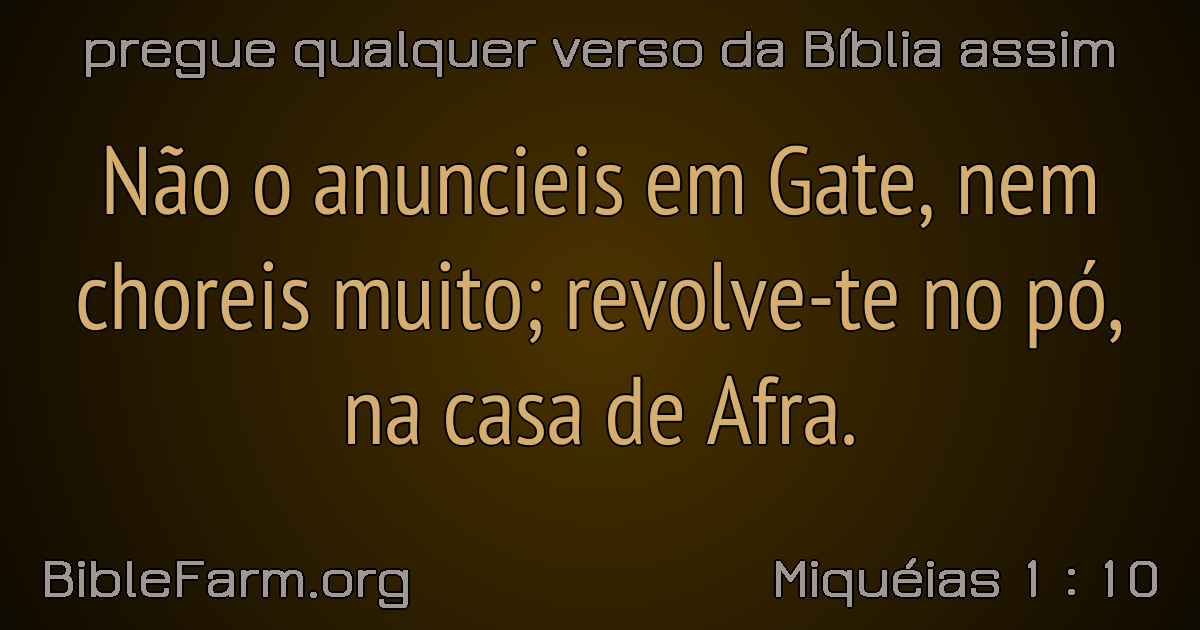 pregue qualquer verso da Bíblia assim
Não o anuncieis em Gate, nem
choreis muito; revolve-te no pó,
na casa de Afra.
BibleFarm.org
Miquéias 1 : 10